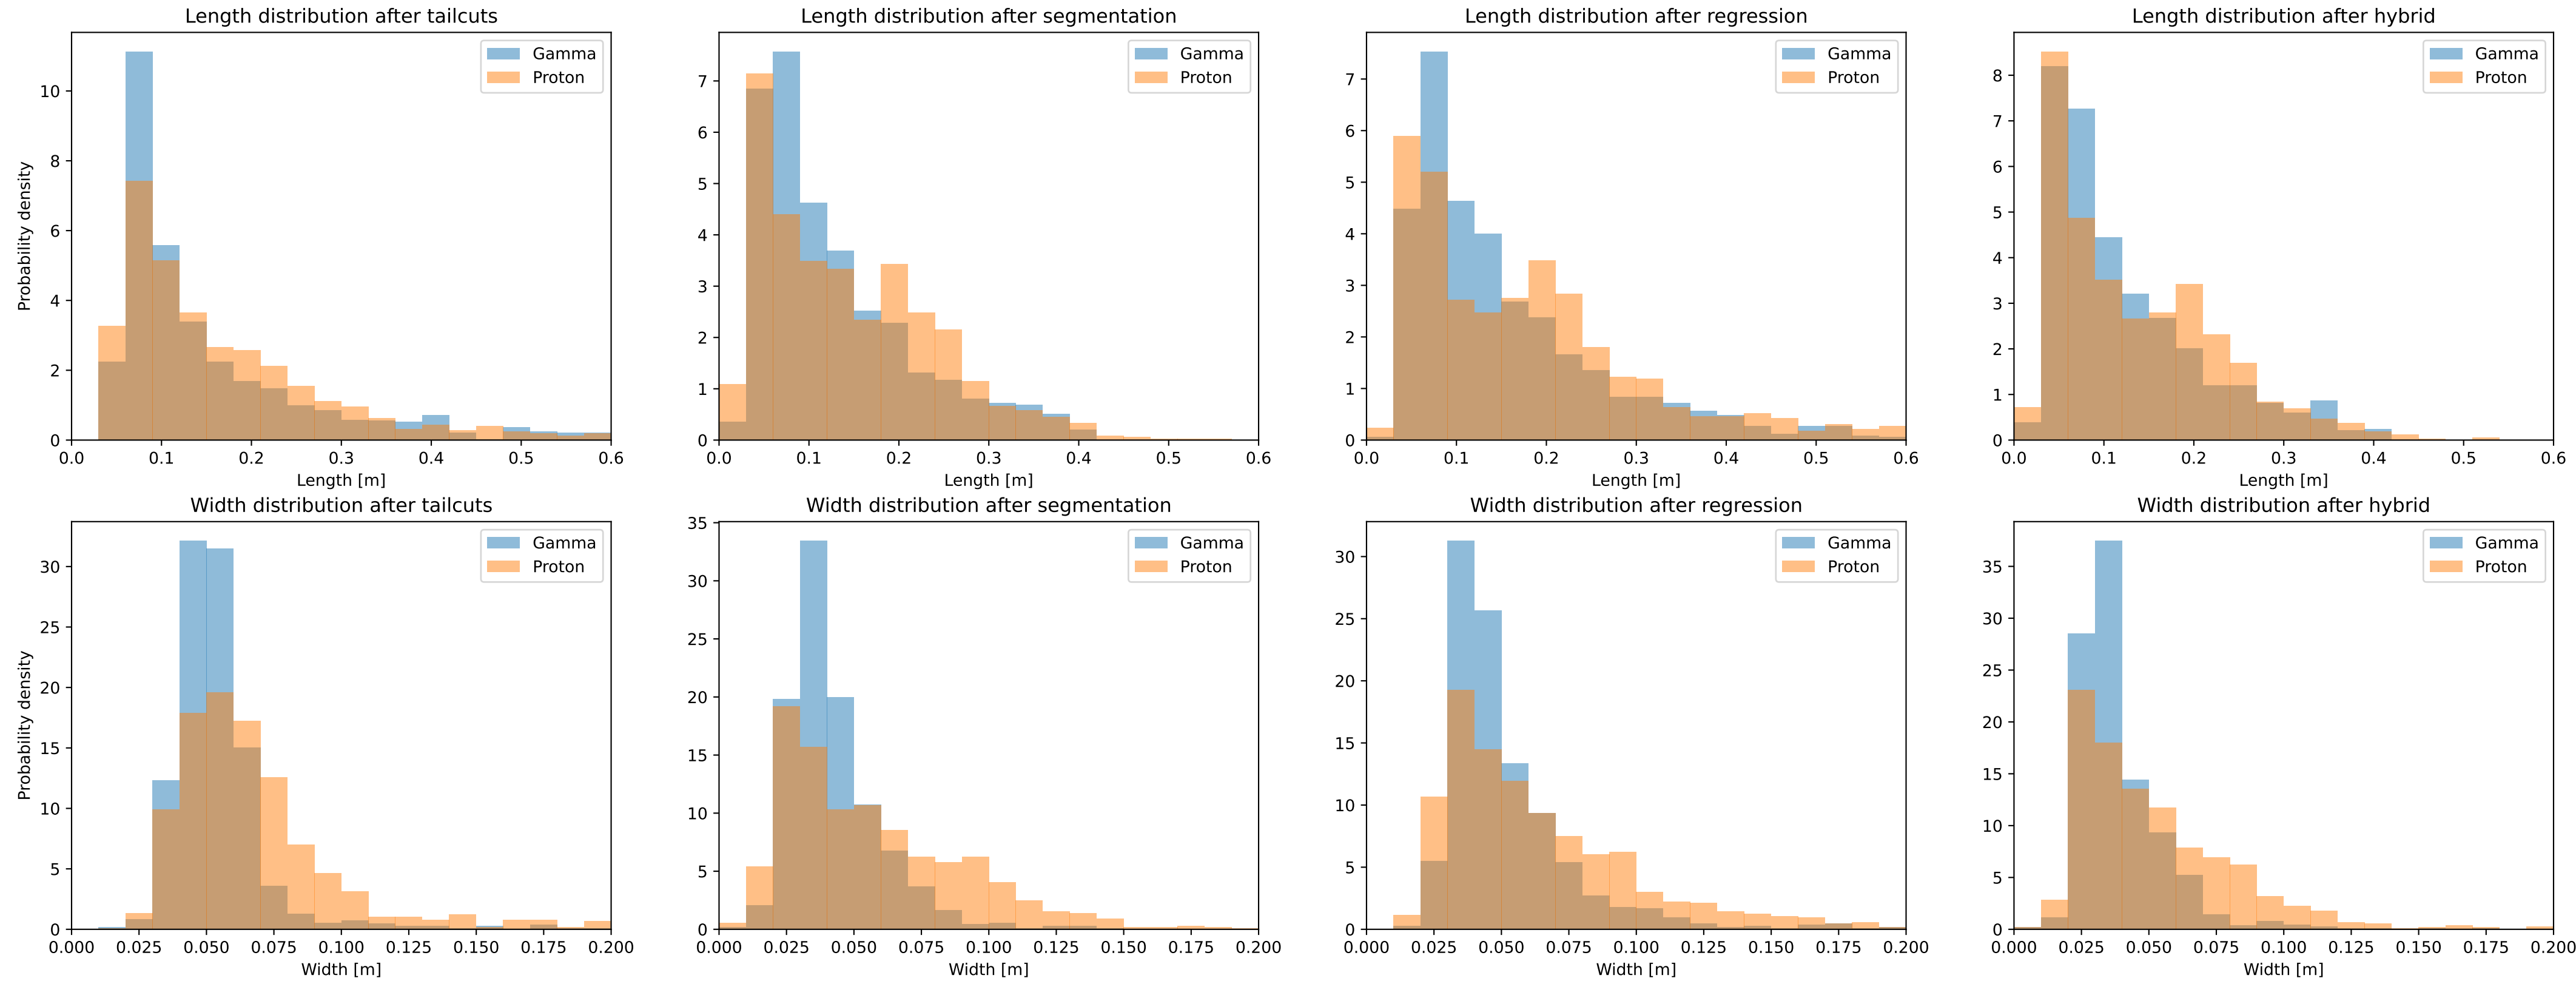 Length distribution after tailcuts
Gamma
Proton
Probability density
10
8
6
4
2
0
0.0 0.1 0.2 0.3 0.4 0.5 0.6
Length [m]
Length distribution after segmentation
Gamma
Proton
7
6
5
4
3
2
1
0
0.0 0.1 0.2 0.3 0.4 0.5 0.6
Length [m]
Length distribution after regression
Gamma
Proton
7
6
5
4
3
2
1
0
0.0 0.1 0.2 0.3 0.4 0.5 0.6
Length [m]
Length distribution after hybrid
Gamma
Proton
8
7
6
5
4
3
2
1
0
0.0 0.1 0.2 0.3 0.4 0.5 0.6
Length [m]
Width distribution after tailcuts
Gamma
Proton
Probability density
30
25
20
15
10
5
0
0.000 0.025 0.050 0.075 0.100 0.125 0.150 0.175 0.200
Width [m]
Width distribution after segmentation
Gamma
Proton
35
30
25
20
15
10
5
0
0.000 0.025 0.050 0.075 0.100 0.125 0.150 0.175 0.200
Width [m]
Width distribution after regression
Gamma
Proton
30
25
20
15
10
5
0
0.000 0.025 0.050 0.075 0.100 0.125 0.150 0.175 0.200
Width [m]
Width distribution after hybrid
Gamma
Proton
35
30
25
20
15
10
5
0
0.000 0.025 0.050 0.075 0.100 0.125 0.150 0.175 0.200
Width [m]